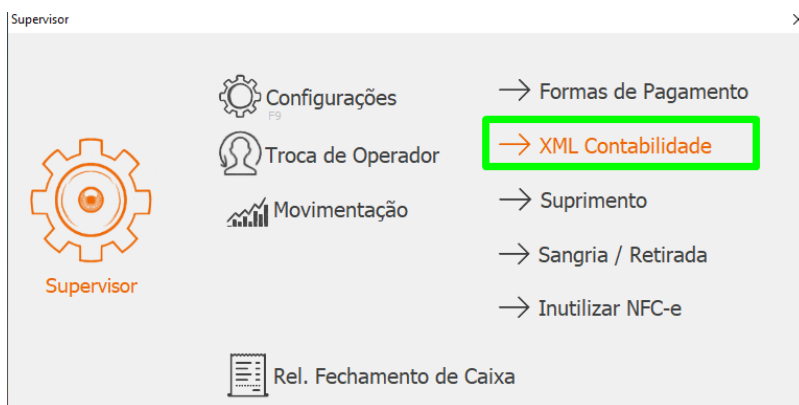 Supervisor
Configurações
F9
Troca de Operador
Movimentação
Supervisor
Rel. Fechamento de Caixa
→ Formas de Pagamento
→ XML Contabilidade
→ Suprimento
→ Sangria / Retirada
→ Inutilizar NFC-e